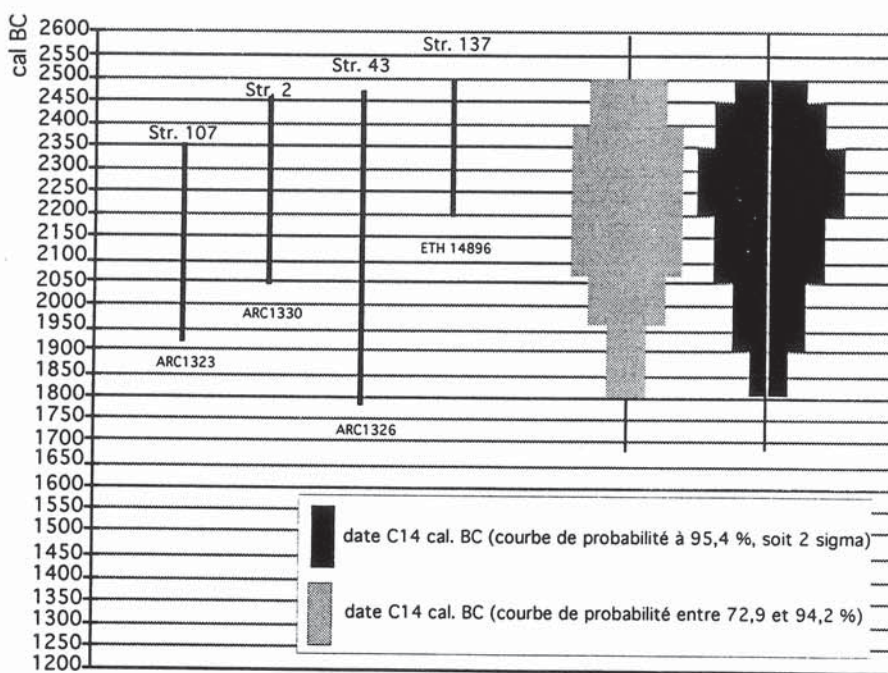 cal BC
2600
2550
2500
2450
2400
2350
2300
2250
2200
2150
2100
2050
2000
1950
1900
1850
1800
1750
1700
1650
1600
1550
1500
1450
1400
1350
1300
1250
1200
Str. 137
Str. 43
Str. 2
Str. 107
ETH 14896
ARC1330
ARC1323
ARC1326
date C14 cal. BC (courbe de probabilité à 95,4 %, soit 2 sigma)
date C14 cal. BC (courbe de probabilité entre 72,9 et 94,2 %)